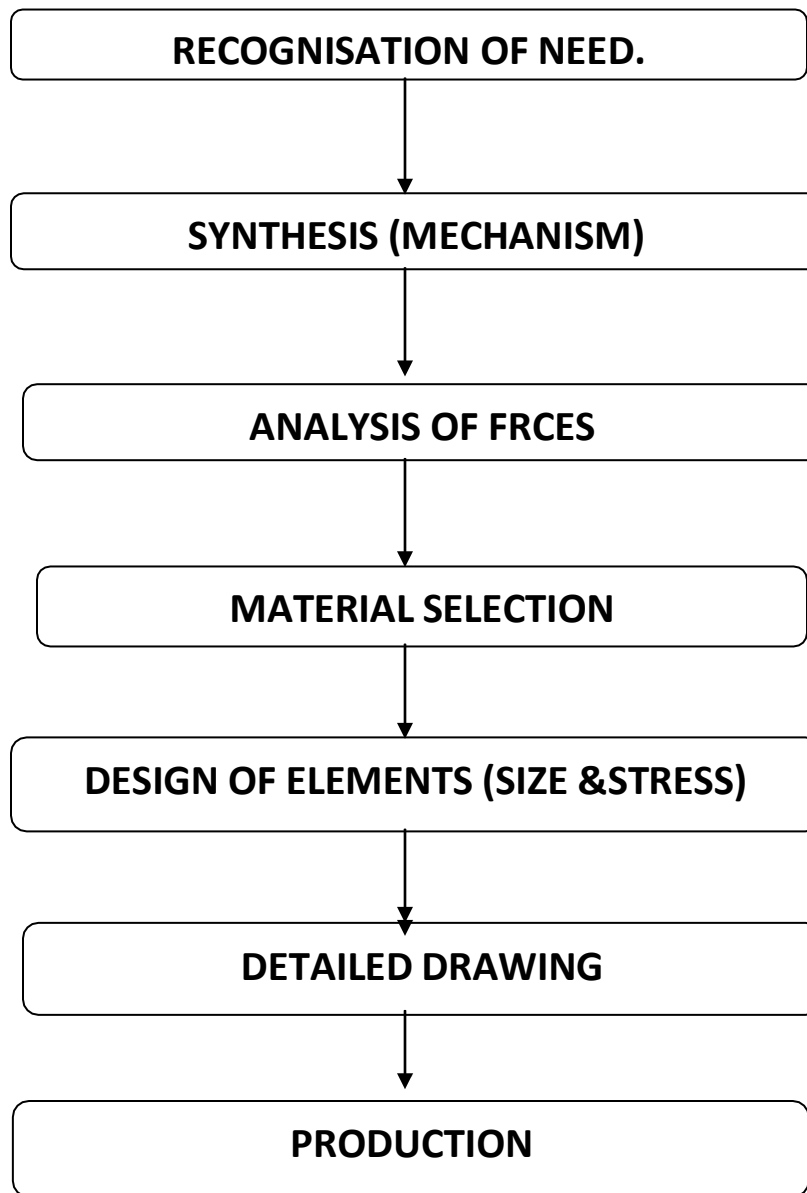 RECOGNISATION OF NEED.
SYNTHESIS (MECHANISM)
ANALYSIS OF FRCES
MATERIAL SELECTION
DESIGN OF ELEMENTS (SIZE &STRESS)
DETAILED DRAWING
PRODUCTION